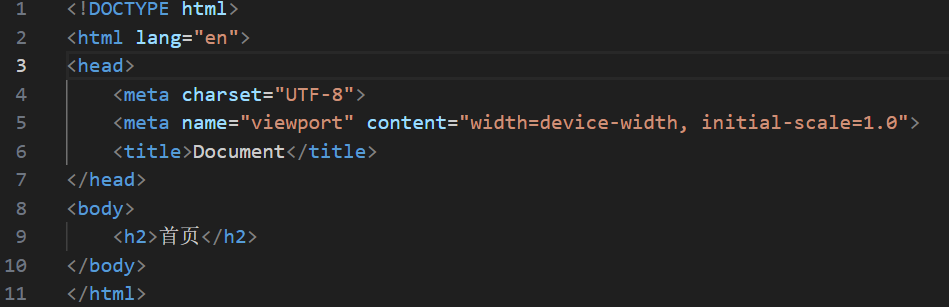 1 <!DOCTYPE html>
2 <html lang="en">
3 <head>
4     <meta charset="UTF-8">
5     <meta name="viewport" content="width=device-width, initial-scale=1.0">
6     <title>Document</title>
7 </head>
8 <body>
9     <h2>首页</h2>
10 </body>
11 </html>